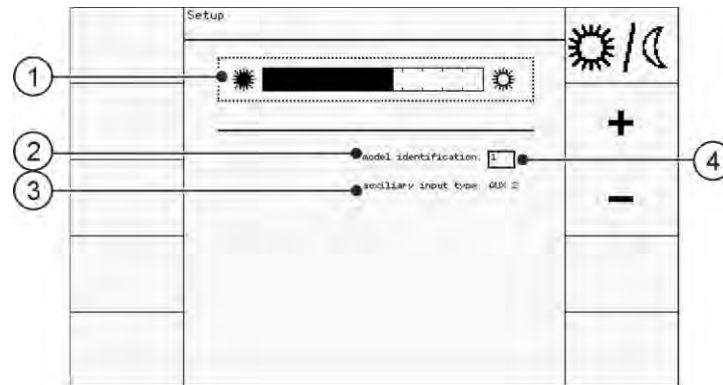 Setup
1
+
2
model identification: 1
4
3
auxiliary input type: AUX 2
−